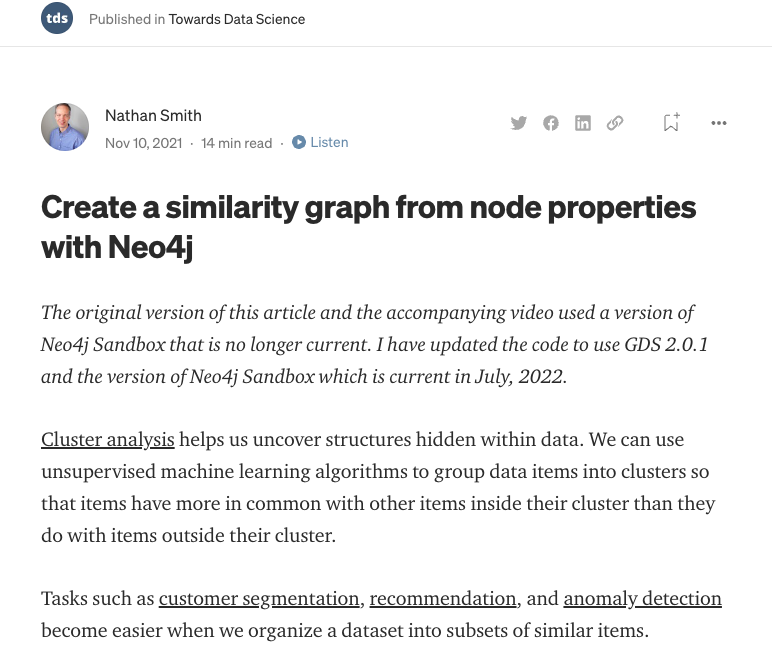 tds Published in Towards Data Science
Nathan Smith
Nov 10, 2021 · 14 min read · Listen
Create a similarity graph from node properties
with Neo4j
The original version of this article and the accompanying video used a version of
Neo4j Sandbox that is no longer current. I have updated the code to use GDS 2.0.1
and the version of Neo4j Sandbox which is current in July, 2022.
Cluster analysis helps us uncover structures hidden within data. We can use
unsupervised machine learning algorithms to group data items into clusters so
that items have more in common with other items inside their cluster than they
do with items outside their cluster.
Tasks such as customer segmentation, recommendation, and anomaly detection
become easier when we organize a dataset into subsets of similar items.